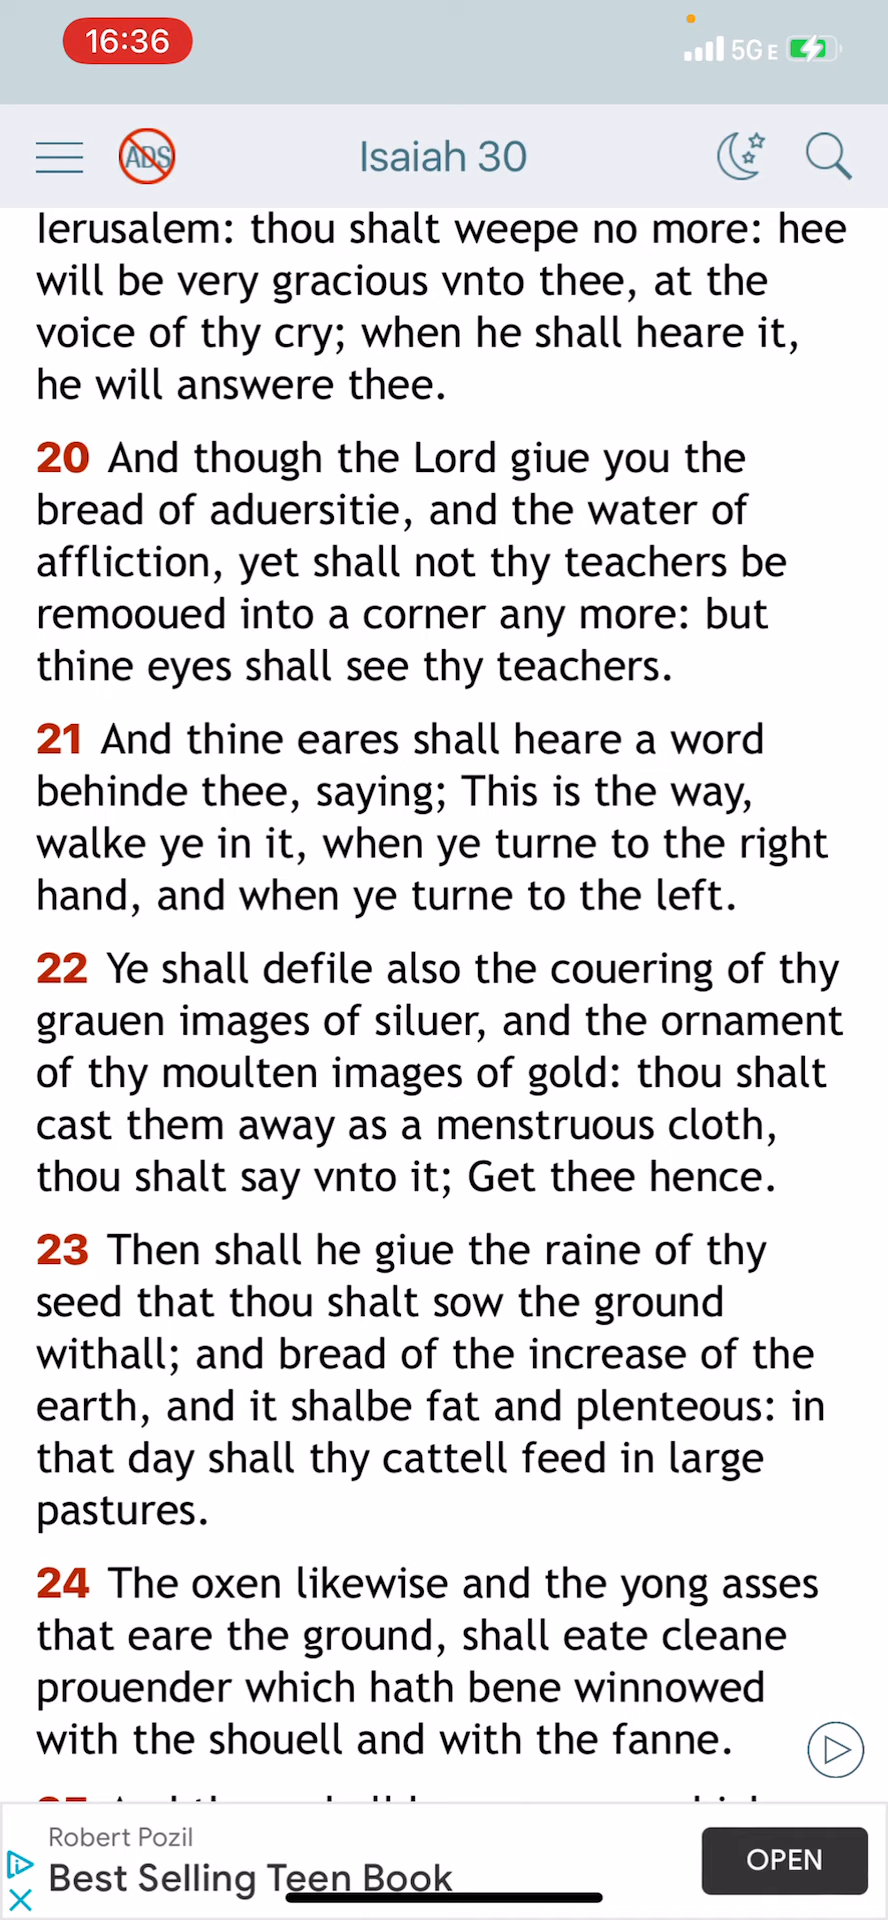 16:36
5G E
ADS
Isaiah 30
Ierusalem: thou shalt weepe no more: hee
will be very gracious vnto thee, at the
voice of thy cry; when he shall heare it,
he will answere thee.
20 And though the Lord giue you the
bread of aduersitie, and the water of
affliction, yet shall not thy teachers be
remooued into a corner any more: but
thine eyes shall see thy teachers.
21 And thine eares shall heare a word
behinde thee, saying; This is the way,
walke ye in it, when ye turne to the right
hand, and when ye turne to the left.
22 Ye shall defile also the couering of thy
grauen images of siluer, and the ornament
of thy moulten images of gold: thou shalt
cast them away as a menstruous cloth,
thou shalt say vnto it; Get thee hence.
23 Then shall he giue the raine of thy
seed that thou shalt sow the ground
withall; and bread of the increase of the
earth, and it shalbe fat and plenteous: in
that day shall thy cattell feed in large
pastures.
24 The oxen likewise and the yong asses
that eare the ground, shall eate cleane
prouender which hath bene winnowed
with the shouell and with the fanne.
Robert Pozil
Best Selling Teen Book
OPEN